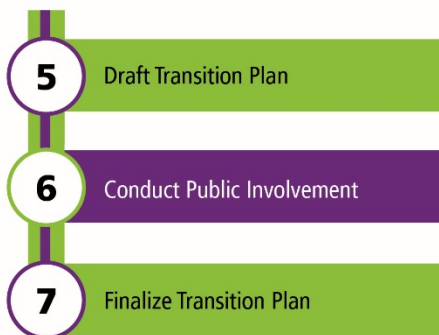 5 Draft Transition Plan
6 Conduct Public Involvement
7 Finalize Transition Plan